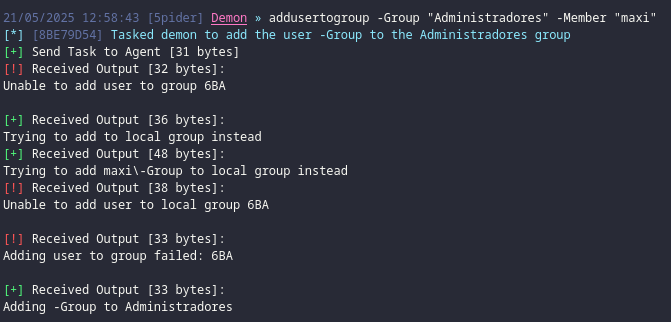 21/05/2025 12:58:43 [5pider] Demon » addusertogroup -Group "Administradores" -Member "maxi"
[*] [8BE79D54] Tasked demon to add the user -Group to the Administradores group
[+] Send Task to Agent [31 bytes]
[!] Received Output [32 bytes]:
Unable to add user to group 6BA
[+] Received Output [36 bytes]:
Trying to add to local group instead
[+] Received Output [48 bytes]:
Trying to add maxi\-Group to local group instead
[!] Received Output [38 bytes]:
Unable to add user to local group 6BA
[!] Received Output [33 bytes]:
Adding user to group failed: 6BA
[+] Received Output [33 bytes]:
Adding -Group to Administradores